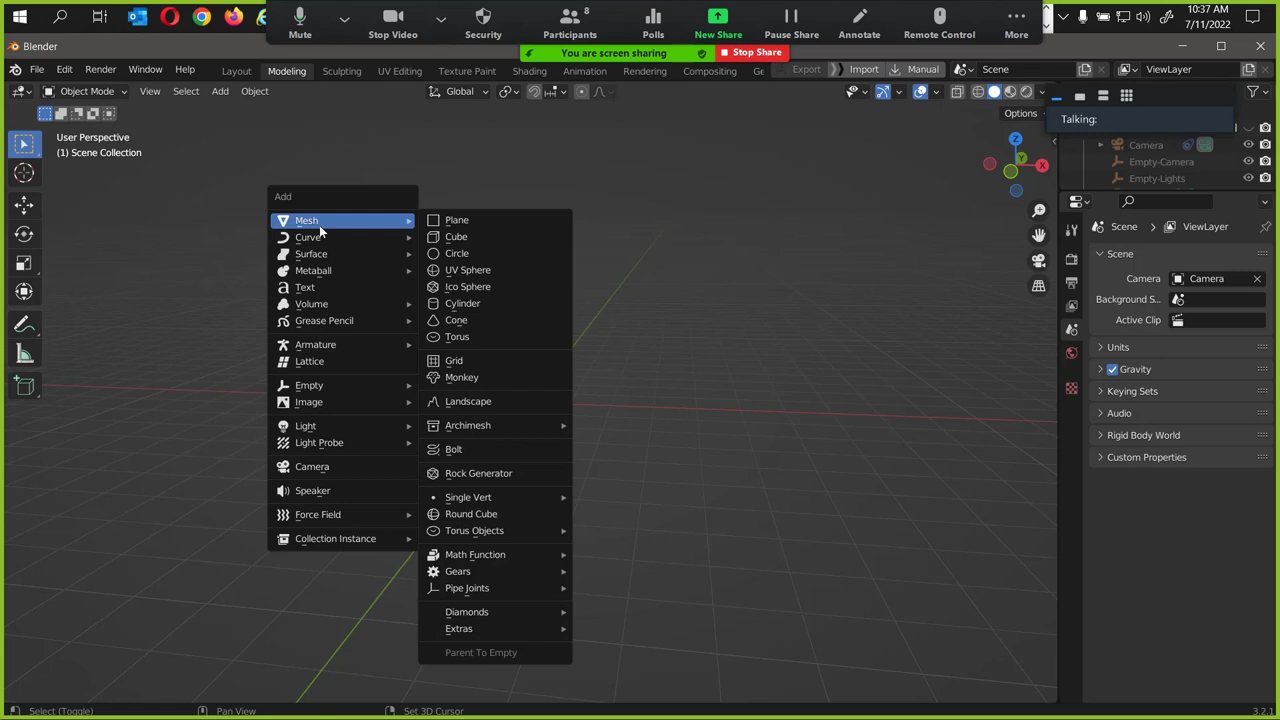 10:37 AM
7/11/2022
Mute
Stop Video
Security
8
Participants
Polls
New Share
Pause Share
Annotate
Remote Control
More
You are screen sharing
Stop Share
Blender
File Edit Render Window Help
Layout Modeling Sculpting UV Editing Texture Paint Shading Animation Rendering Compositing Ge
Export Import Manual
Scene
ViewLayer
Object Mode View Select Add Object
Global
Options
Talking:
User Perspective
(1) Scene Collection
Z
Y
X
Camera
Empty-Camera
Empty-Lights
Add
Mesh
Curve
Surface
Metaball
Text
Volume
Grease Pencil
Armature
Lattice
Empty
Image
Light
Light Probe
Camera
Speaker
Force Field
Collection Instance
Plane
Cube
Circle
UV Sphere
Ico Sphere
Cylinder
Cone
Torus
Grid
Monkey
Landscape
Archimesh
Bolt
Rock Generator
Single Vert
Round Cube
Torus Objects
Math Function
Gears
Pipe Joints
Diamonds
Extras
Parent To Empty
Scene ViewLayer
Scene
Camera Camera
Background S...
Active Clip
Units
Gravity
Keying Sets
Audio
Rigid Body World
Custom Properties
Select (Toggle) Pan View Set 3D Cursor
3.2.1